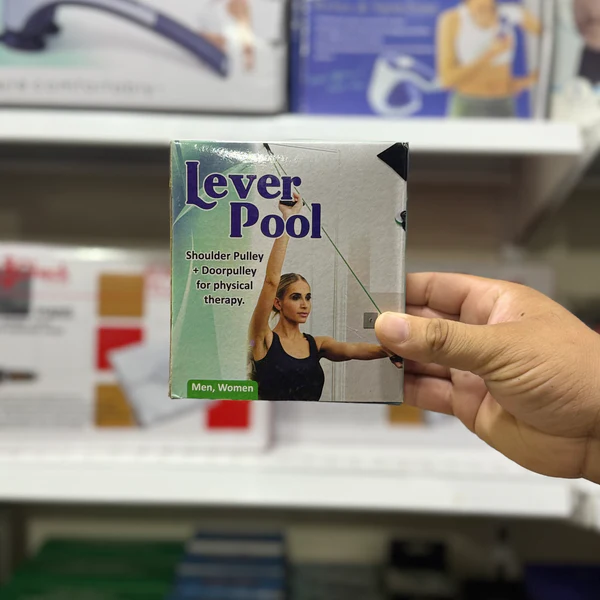 Lever
Pool
Shoulder Pulley
+ Doorpulley
for physical
therapy.
Men, Women